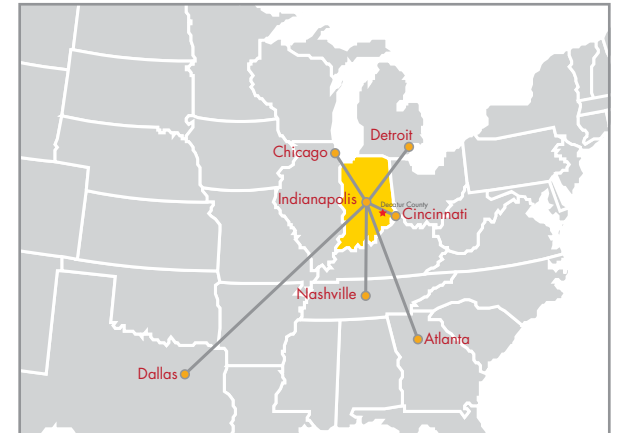 Detroit
Chicago
Indianapolis
Decatur County
Cincinnati
Nashville
Atlanta
Dallas